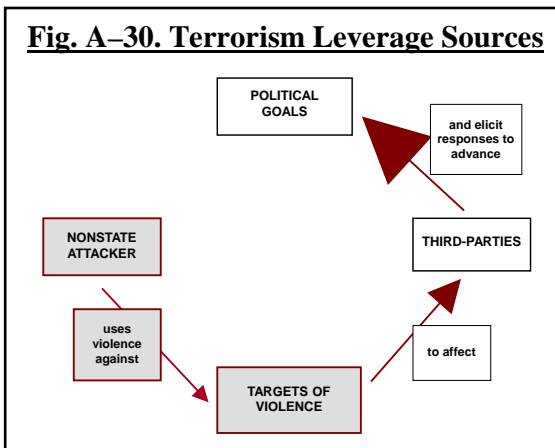 Fig. A–30. Terrorism Leverage Sources
POLITICAL
GOALS
and elicit
responses to
advance
NONSTATE
ATTACKER
THIRD-PARTIES
uses
violence
against
to affect
TARGETS OF
VIOLENCE